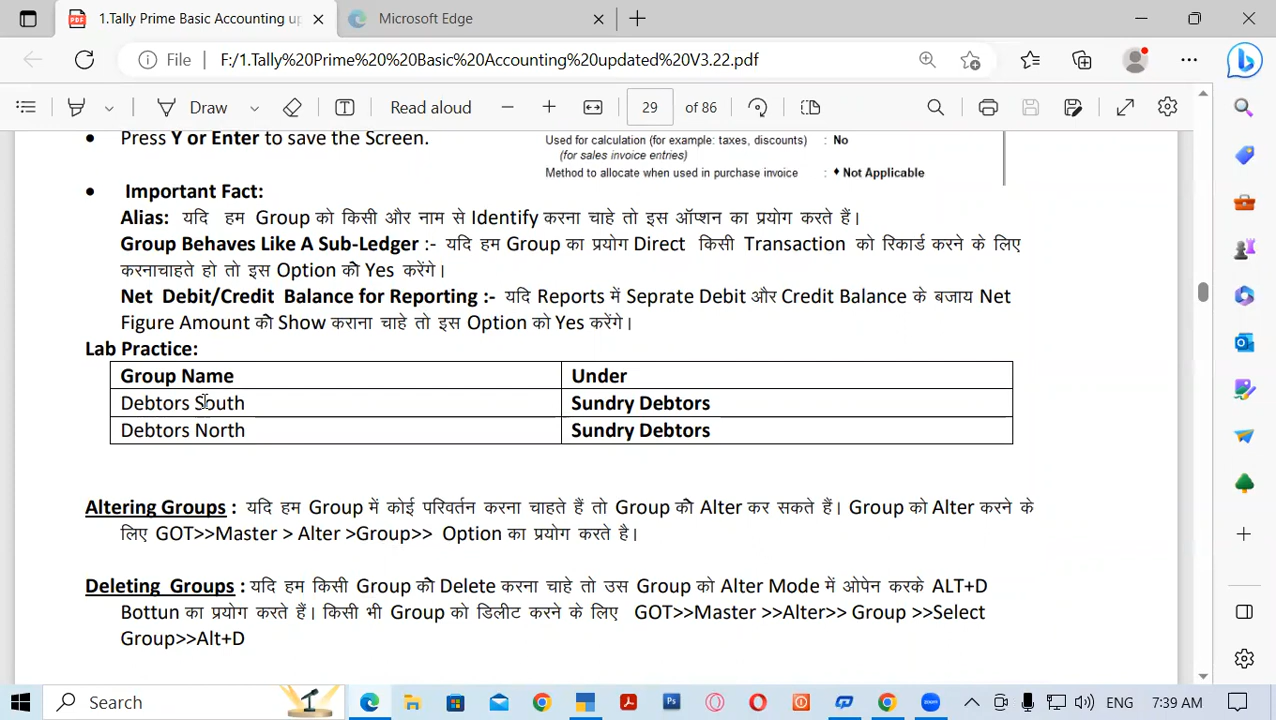 1.Tally Prime Basic Accounting up
Microsoft Edge
File
F:/1.Tally%20Prime%20%20Basic%20Accounting%20updated%20V3.22.pdf
Draw
Read aloud
29
of 86
Press Y or Enter to save the Screen.
Used for calculation (for example: taxes, discounts) : No
(for sales invoice entries)
Method to allocate when used in purchase invoice : ♦ Not Applicable
Important Fact:
Alias: यदि हम Group को किसी और नाम से Identify करना चाहे तो इस ऑप्शन का प्रयोग करते हैं।
Group Behaves Like A Sub-Ledger :- यदि हम Group का प्रयोग Direct किसी Transaction को रिकार्ड करने के लिए
करनाचाहते हो तो इस Option को Yes करेंगे।
Net Debit/Credit Balance for Reporting :- यदि Reports में Seprate Debit और Credit Balance के बजाय Net
Figure Amount को Show कराना चाहे तो इस Option को Yes करेंगे।
Lab Practice:
Group Name Under
Debtors South Sundry Debtors
Debtors North Sundry Debtors
Altering Groups : यदि हम Group में कोई परिवर्तन करना चाहते हैं तो Group को Alter कर सकते हैं। Group को Alter करने के
लिए GOT>>Master > Alter >Group>> Option का प्रयोग करते है।
Deleting Groups : यदि हम किसी Group को Delete करना चाहे तो उस Group को Alter Mode में ओपेन करके ALT+D
Bottun का प्रयोग करते हैं। किसी भी Group को डिलीट करने के लिए GOT>>Master >>Alter>> Group >>Select
Group>>Alt+D
Search
ENG
7:39 AM